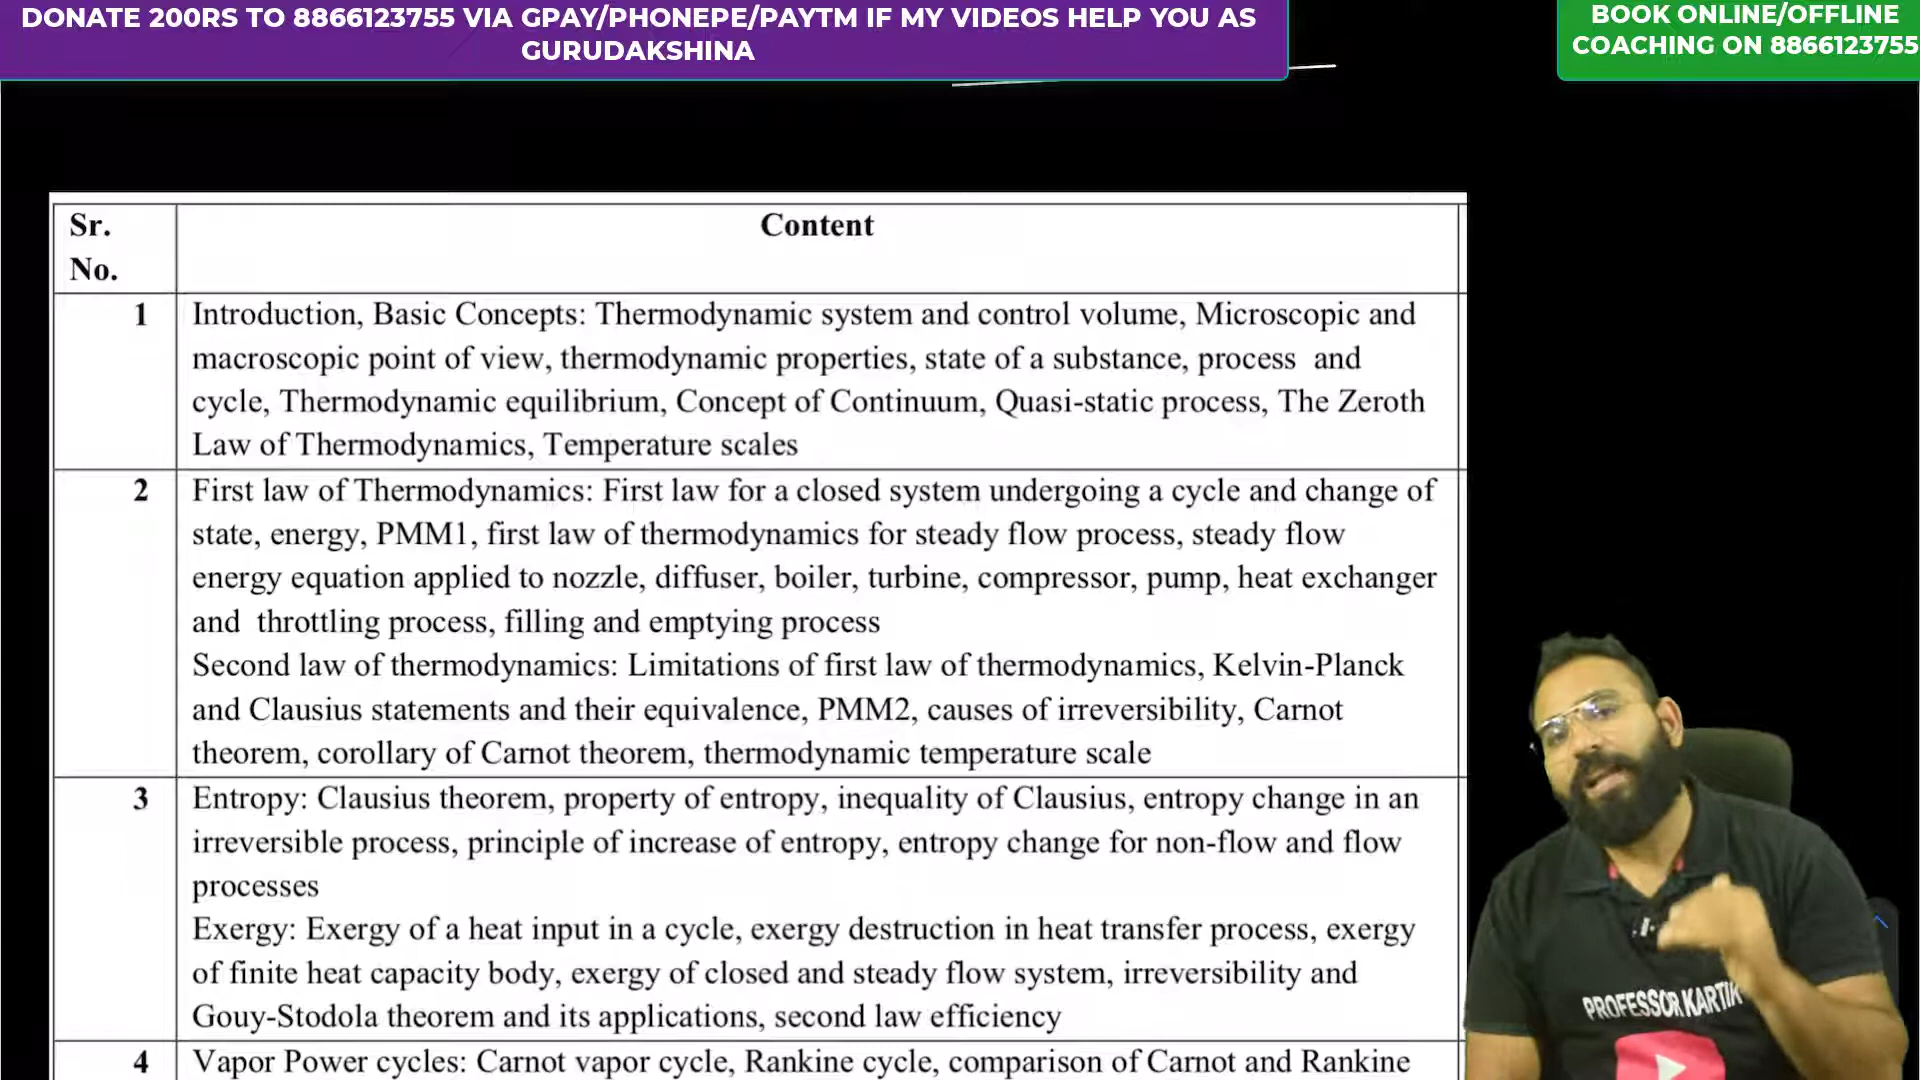 DONATE 200RS TO 8866123755 VIA GPAY/PHONEPE/PAYTM IF MY VIDEOS HELP YOU AS
GURUDAKSHINA
BOOK ONLINE/OFFLINE
COACHING ON 8866123755
Sr.
No.
Content
1
Introduction, Basic Concepts: Thermodynamic system and control volume, Microscopic and
macroscopic point of view, thermodynamic properties, state of a substance, process and
cycle, Thermodynamic equilibrium, Concept of Continuum, Quasi-static process, The Zeroth
Law of Thermodynamics, Temperature scales
2
First law of Thermodynamics: First law for a closed system undergoing a cycle and change of
state, energy, PMM1, first law of thermodynamics for steady flow process, steady flow
energy equation applied to nozzle, diffuser, boiler, turbine, compressor, pump, heat exchanger
and throttling process, filling and emptying process
Second law of thermodynamics: Limitations of first law of thermodynamics, Kelvin-Planck
and Clausius statements and their equivalence, PMM2, causes of irreversibility, Carnot
theorem, corollary of Carnot theorem, thermodynamic temperature scale
3
Entropy: Clausius theorem, property of entropy, inequality of Clausius, entropy change in an
irreversible process, principle of increase of entropy, entropy change for non-flow and flow
processes
Exergy: Exergy of a heat input in a cycle, exergy destruction in heat transfer process, exergy
of finite heat capacity body, exergy of closed and steady flow system, irreversibility and
Gouy-Stodola theorem and its applications, second law efficiency
4
Vapor Power cycles: Carnot vapor cycle, Rankine cycle, comparison of Carnot and Rankine
PROFESSOR KARTIK